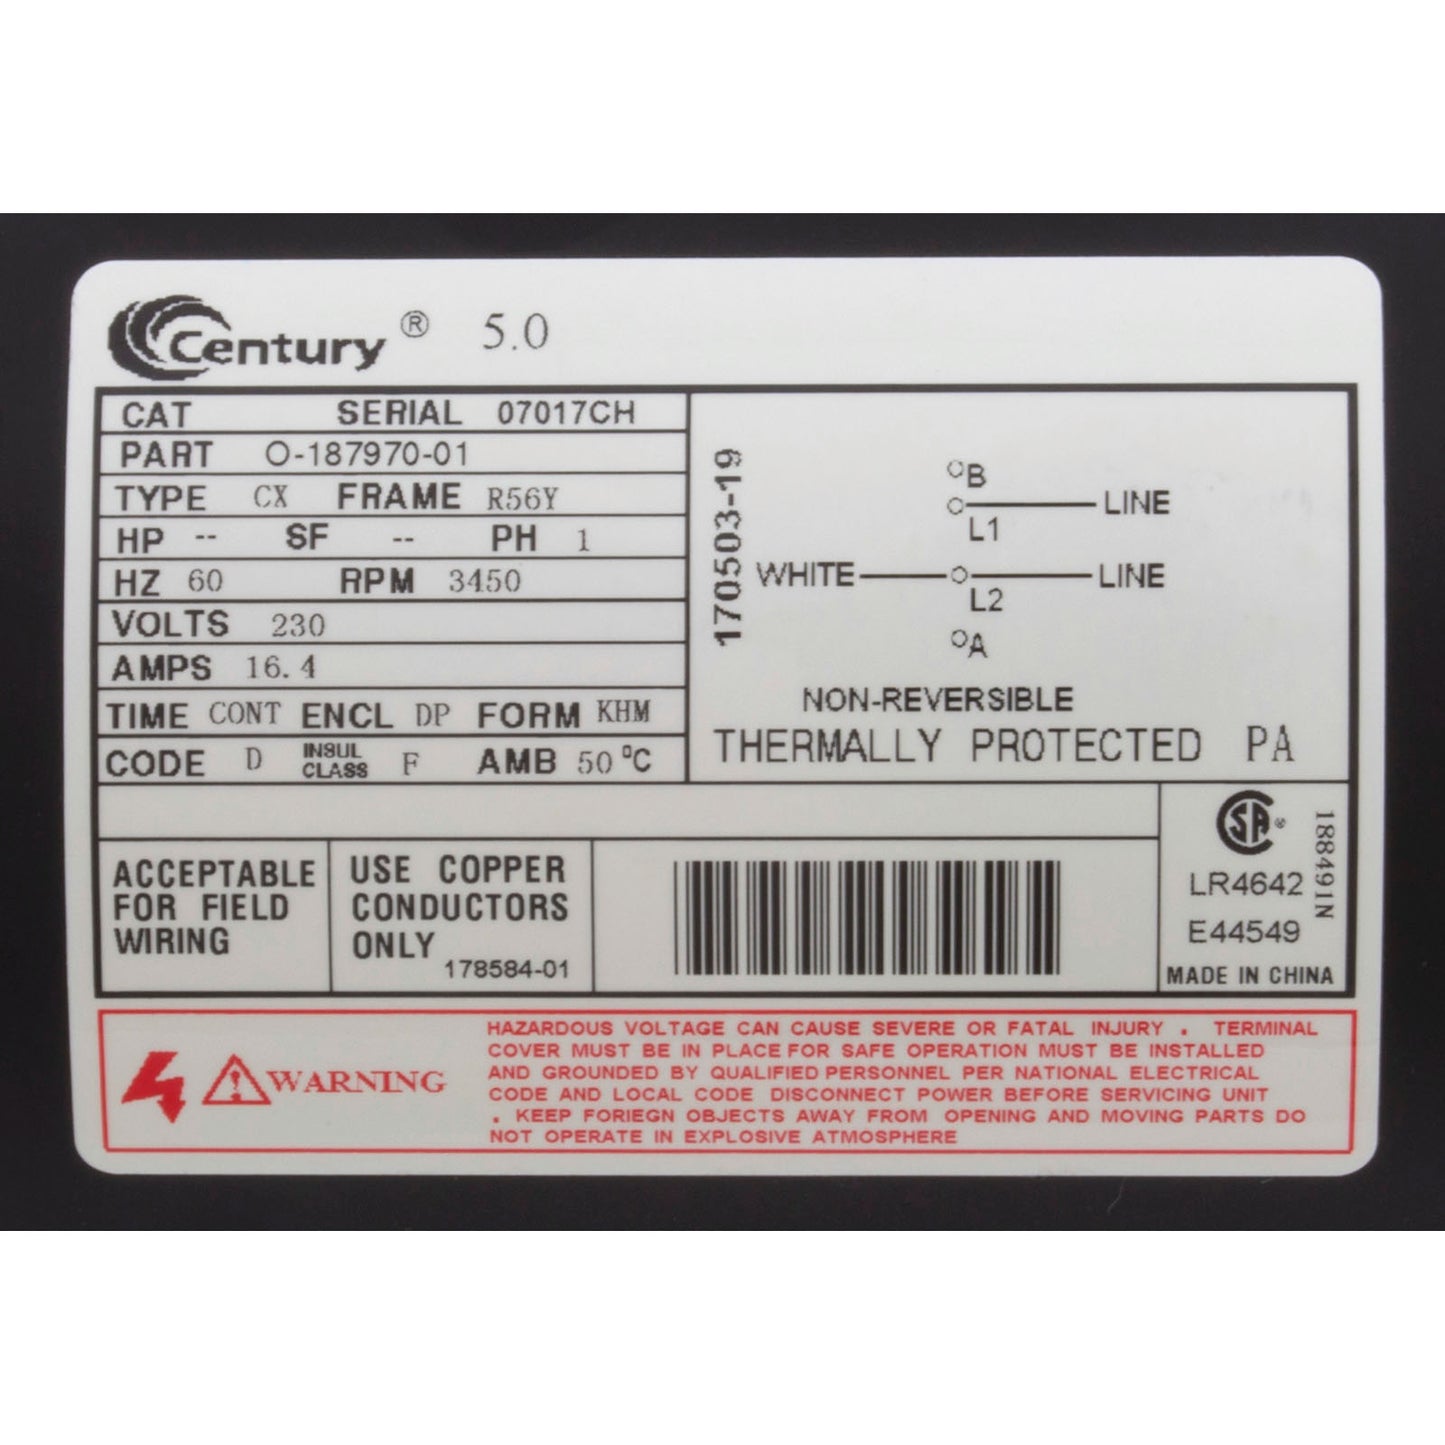 Century® 5.0
CAT SERIAL 07017CH
PART O-187970-01
TYPE CX FRAME R56Y
HP -- SF -- PH 1
HZ 60 RPM 3450
VOLTS 230
AMPS 16.4
TIME CONT ENCL DP FORM KHM
CODE D INSUL CLASS F AMB 50°C
170503-19
B
LINE
L1
WHITE LINE
L2
A
NON-REVERSIBLE
THERMALLY PROTECTED PA
ACCEPTABLE
FOR FIELD
WIRING
USE COPPER
CONDUCTORS
ONLY
178584-01
SA®
LR4642
E44549
188491N
MADE IN CHINA
WARNING
HAZARDOUS VOLTAGE CAN CAUSE SEVERE OR FATAL INJURY . TERMINAL
COVER MUST BE IN PLACE FOR SAFE OPERATION MUST BE INSTALLED
AND GROUNDED BY QUALIFIED PERSONNEL PER NATIONAL ELECTRICAL
CODE AND LOCAL CODE DISCONNECT POWER BEFORE SERVICING UNIT
. KEEP FORIEGN OBJECTS AWAY FROM OPENING AND MOVING PARTS DO
NOT OPERATE IN EXPLOSIVE ATMOSPHERE